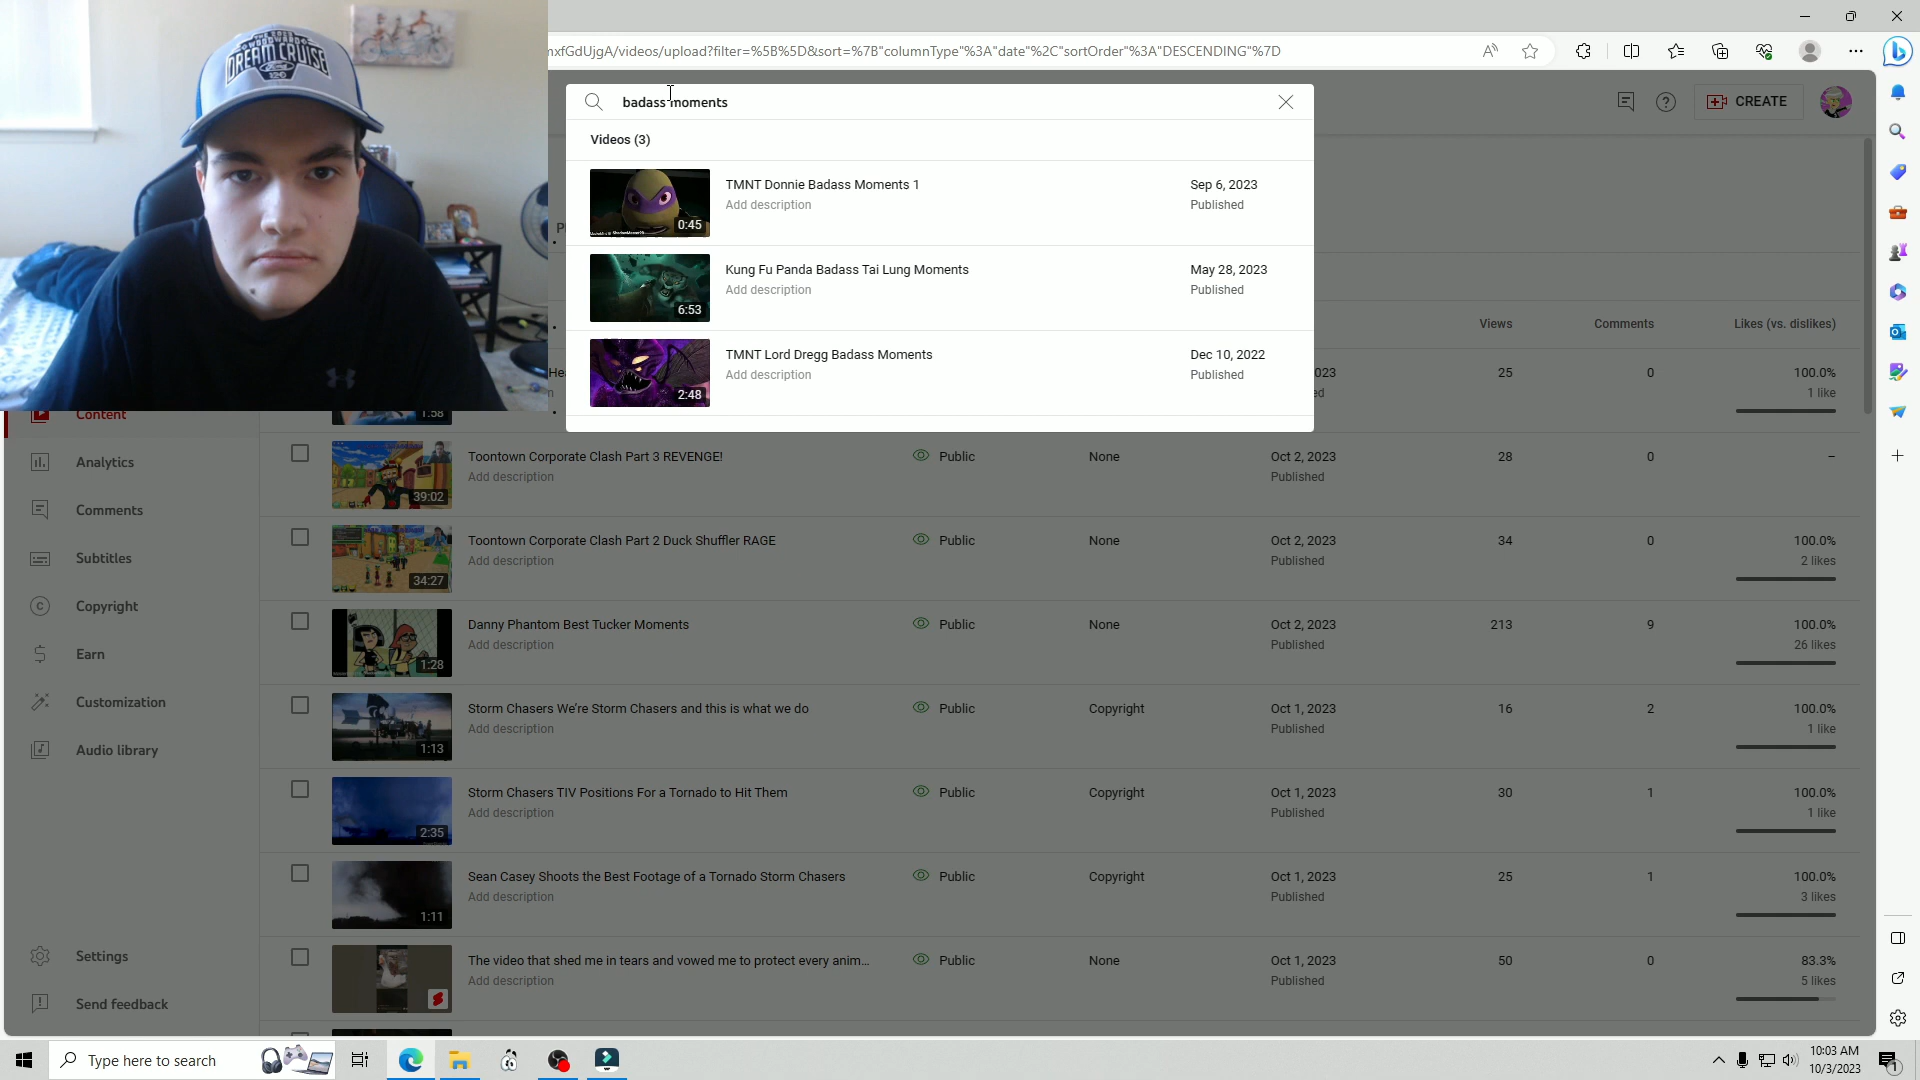 DREAM CRUISE
nxfGdUjgA/videos/upload?filter=%5B%5D&sort=%7B"columnType"%3A"date"%2C"sortOrder"%3A"DESCENDING"%7D
badass moments
CREATE
Videos (3)
TMNT Donnie Badass Moments 1
Add description
Sep 6, 2023
Published
0:45
Kung Fu Panda Badass Tai Lung Moments
Add description
May 28, 2023
Published
6:53
TMNT Lord Dregg Badass Moments
Add description
Dec 10, 2022
Published
2:48
Views
Comments
Likes (vs. dislikes)
25
0
100.0%
1 like
1:58
Content
Analytics
Comments
Subtitles
Copyright
Earn
Customization
Audio library
Settings
Send feedback
Toontown Corporate Clash Part 3 REVENGE!
Add description
39:02
Public
None
Oct 2, 2023
Published
28
0
–
Toontown Corporate Clash Part 2 Duck Shuffler RAGE
Add description
34:27
Public
None
Oct 2, 2023
Published
34
0
100.0%
2 likes
Danny Phantom Best Tucker Moments
Add description
1:28
Public
None
Oct 2, 2023
Published
213
9
100.0%
26 likes
Storm Chasers We're Storm Chasers and this is what we do
Add description
1:13
Public
Copyright
Oct 1, 2023
Published
16
2
100.0%
1 like
Storm Chasers TIV Positions For a Tornado to Hit Them
Add description
2:35
Public
Copyright
Oct 1, 2023
Published
30
1
100.0%
1 like
Sean Casey Shoots the Best Footage of a Tornado Storm Chasers
Add description
1:11
Public
Copyright
Oct 1, 2023
Published
25
1
100.0%
3 likes
The video that shed me in tears and vowed me to protect every anim...
Add description
Public
None
Oct 1, 2023
Published
50
0
83.3%
5 likes
Type here to search
10:03 AM
10/3/2023
1